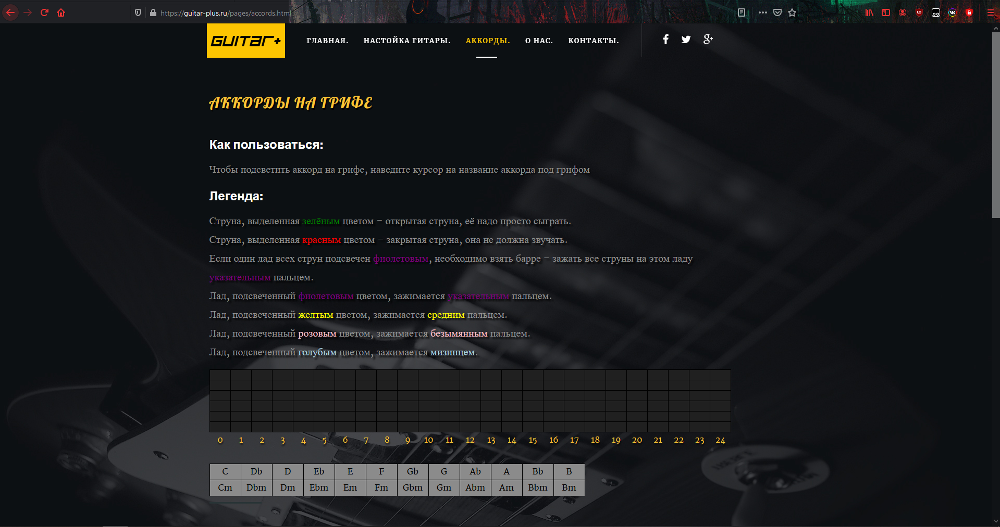 https://guitar-plus.ru/pages/accords.html
GUITAR+
ГЛАВНАЯ. НАСТОЙКА ГИТАРЫ. АККОРДЫ. О НАС. КОНТАКТЫ.
АККОРДЫ НА ГРИФЕ
Как пользоваться:
Чтобы подсветить аккорд на грифе, наведите курсор на название аккорда под грифом
Легенда:
Струна, выделенная зелёным цветом - открытая струна, её надо просто сыграть.
Струна, выделенная красным цветом - закрытая струна, она не должна звучать.
Если один лад всех струн подсвечен фиолетовым, необходимо взять барре - зажать все струны на этом ладу
указательным пальцем.
Лад, подсвеченный фиолетовым цветом, зажимается указательным пальцем.
Лад, подсвеченный желтым цветом, зажимается средним пальцем.
Лад, подсвеченный розовым цветом, зажимается безымянным пальцем.
Лад, подсвеченный голубым цветом, зажимается мизинцем.
0 1 2 3 4 5 6 7 8 9 10 11 12 13 14 15 16 17 18 19 20 21 22 23 24
C Db D Eb E F Gb G Ab A Bb B
Cm Dbm Dm Ebm Em Fm Gbm Gm Abm Am Bbm Bm